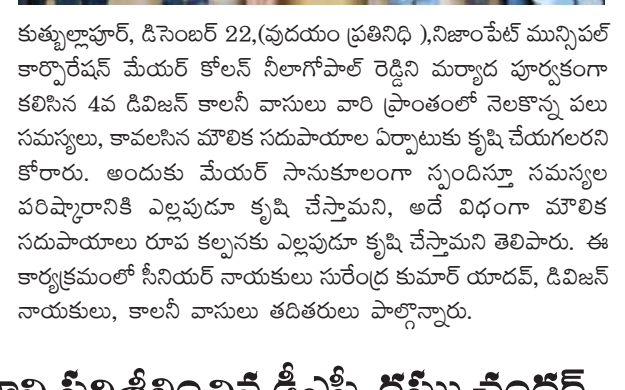 కుత్బుల్లాపూర్, డిసెంబర్ 22,(వుదయం ప్రతినిధి ),నిజాంపేట్ మున్సిపల్
కార్పొరేషన్ మేయర్ కోలన్ నీలాగోపాల్ రెడ్డిని మర్యాద పూర్వకంగా
కలిసిన 4వ డివిజన్ కాలనీ వాసులు వారి ప్రాంతంలో నెలకొన్న పలు
సమస్యలు, కావలసిన మౌలిక సదుపాయాల ఏర్పాటుకు కృషి చేయగలరని
కోరారు. అందుకు మేయర్ సానుకూలంగా స్పందిస్తూ సమస్యల
పరిష్కారానికి ఎల్లపుడూ కృషి చేస్తామని, అదే విధంగా మౌలిక
సదుపాయాలు రూప కల్పనకు ఎల్లపుడూ కృషి చేస్తామని తెలిపారు. ఈ
కార్యక్రమంలో సీనియర్ నాయకులు సురేంద్ర కుమార్ యాదవ్, డివిజన్
నాయకులు, కాలనీ వాసులు తదితరులు పాల్గొన్నారు.